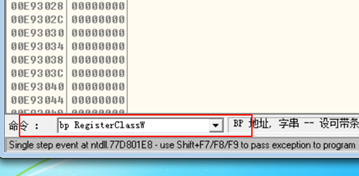 00E93028 00000000
00E9302C 00000000
00E93030 00000000
00E93034 00000000
00E93038 00000000
00E9303C 00000000
00E93040 00000000
00E93044 00000000
命令 : bp RegisterClassW BP 地址, 字串 -- 设可带条
Single step event at ntdll.77D801E8 - use Shift+F7/F8/F9 to pass exception to program